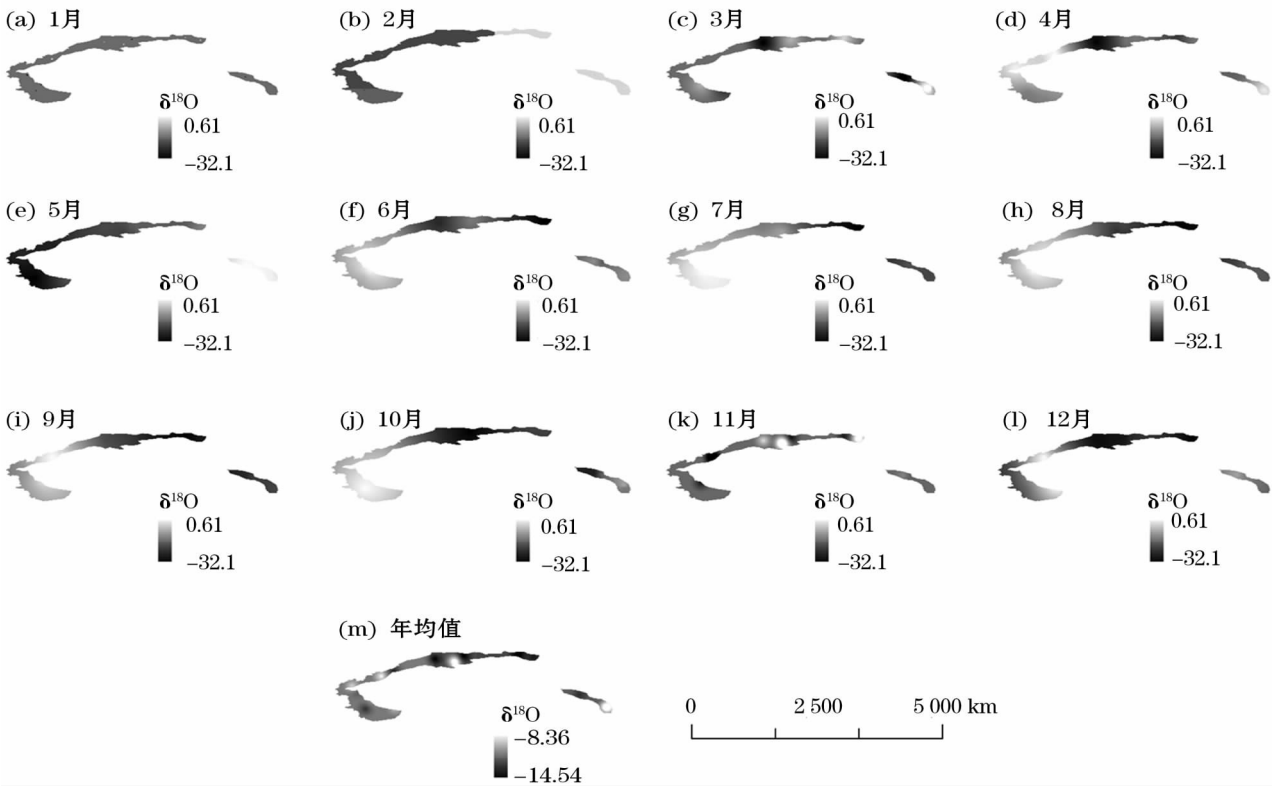 (a) 1月
(b) 2月
(c) 3月
(d) 4月
δ¹⁸O
0.61
−32.1
δ¹⁸O
0.61
−32.1
δ¹⁸O
0.61
−32.1
δ¹⁸O
0.61
−32.1
(e) 5月
(f) 6月
(g) 7月
(h) 8月
δ¹⁸O
0.61
−32.1
δ¹⁸O
0.61
−32.1
δ¹⁸O
0.61
−32.1
δ¹⁸O
0.61
−32.1
(i) 9月
(j) 10月
(k) 11月
(l) 12月
δ¹⁸O
0.61
−32.1
δ¹⁸O
0.61
−32.1
δ¹⁸O
0.61
−32.1
δ¹⁸O
0.61
−32.1
(m) 年均值
δ¹⁸O
−8.36
−14.54
0 2 500 5 000 km